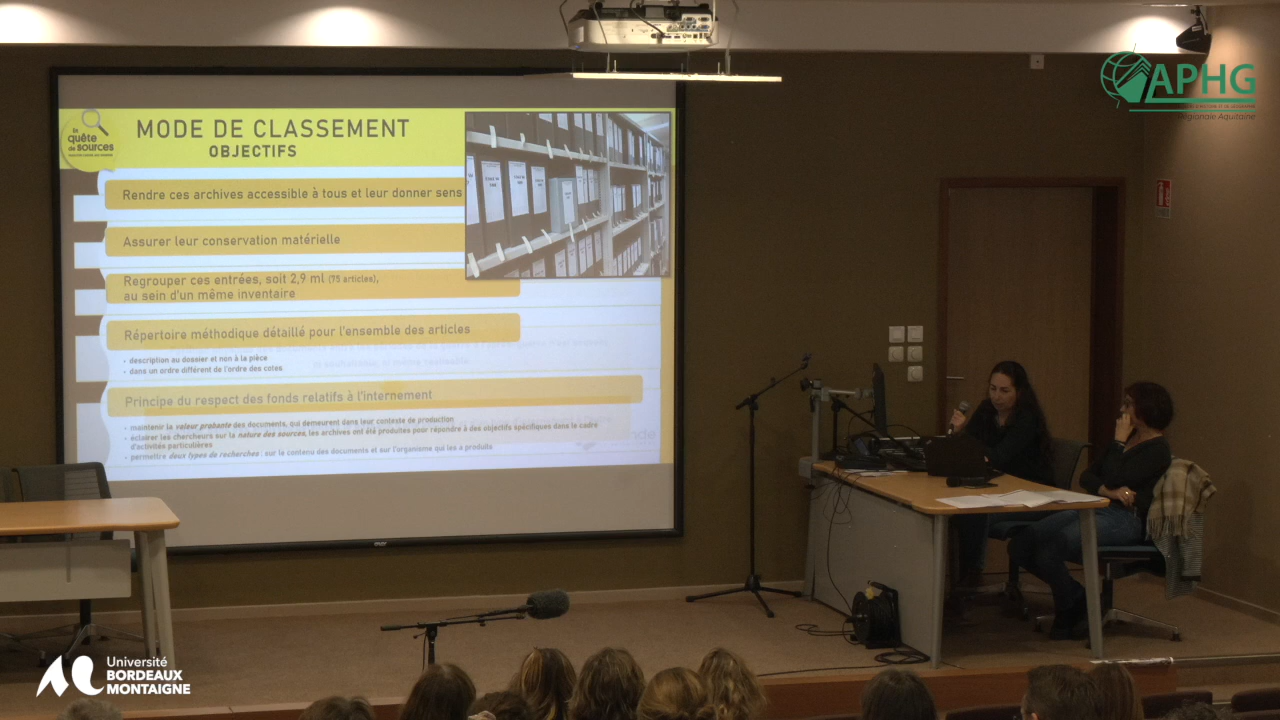 En
quête
de sources
MODE DE CLASSEMENT
OBJECTIFS
Rendre ces archives accessible à tous et leur donner sens
Assurer leur conservation matérielle
Regrouper ces entrées, soit 2,9 ml (75 articles),
au sein d'un même inventaire
Répertoire méthodique détaillé pour l'ensemble des articles
• description au dossier et non à la pièce
• dans un ordre différent de l'ordre des cotes
Principe du respect des fonds relatifs à l'internement
• maintenir la valeur probante des documents, qui demeurent dans leur contexte de production
• éclairer les chercheurs sur la nature des sources, les archives ont été produites pour répondre à des objectifs spécifiques dans le cadre
d'activités particulières
• permettre deux types de recherches : sur le contenu des documents et sur l'organisme qui les a produits
APHG
Régionale Aquitaine
Université
BORDEAUX
MONTAIGNE